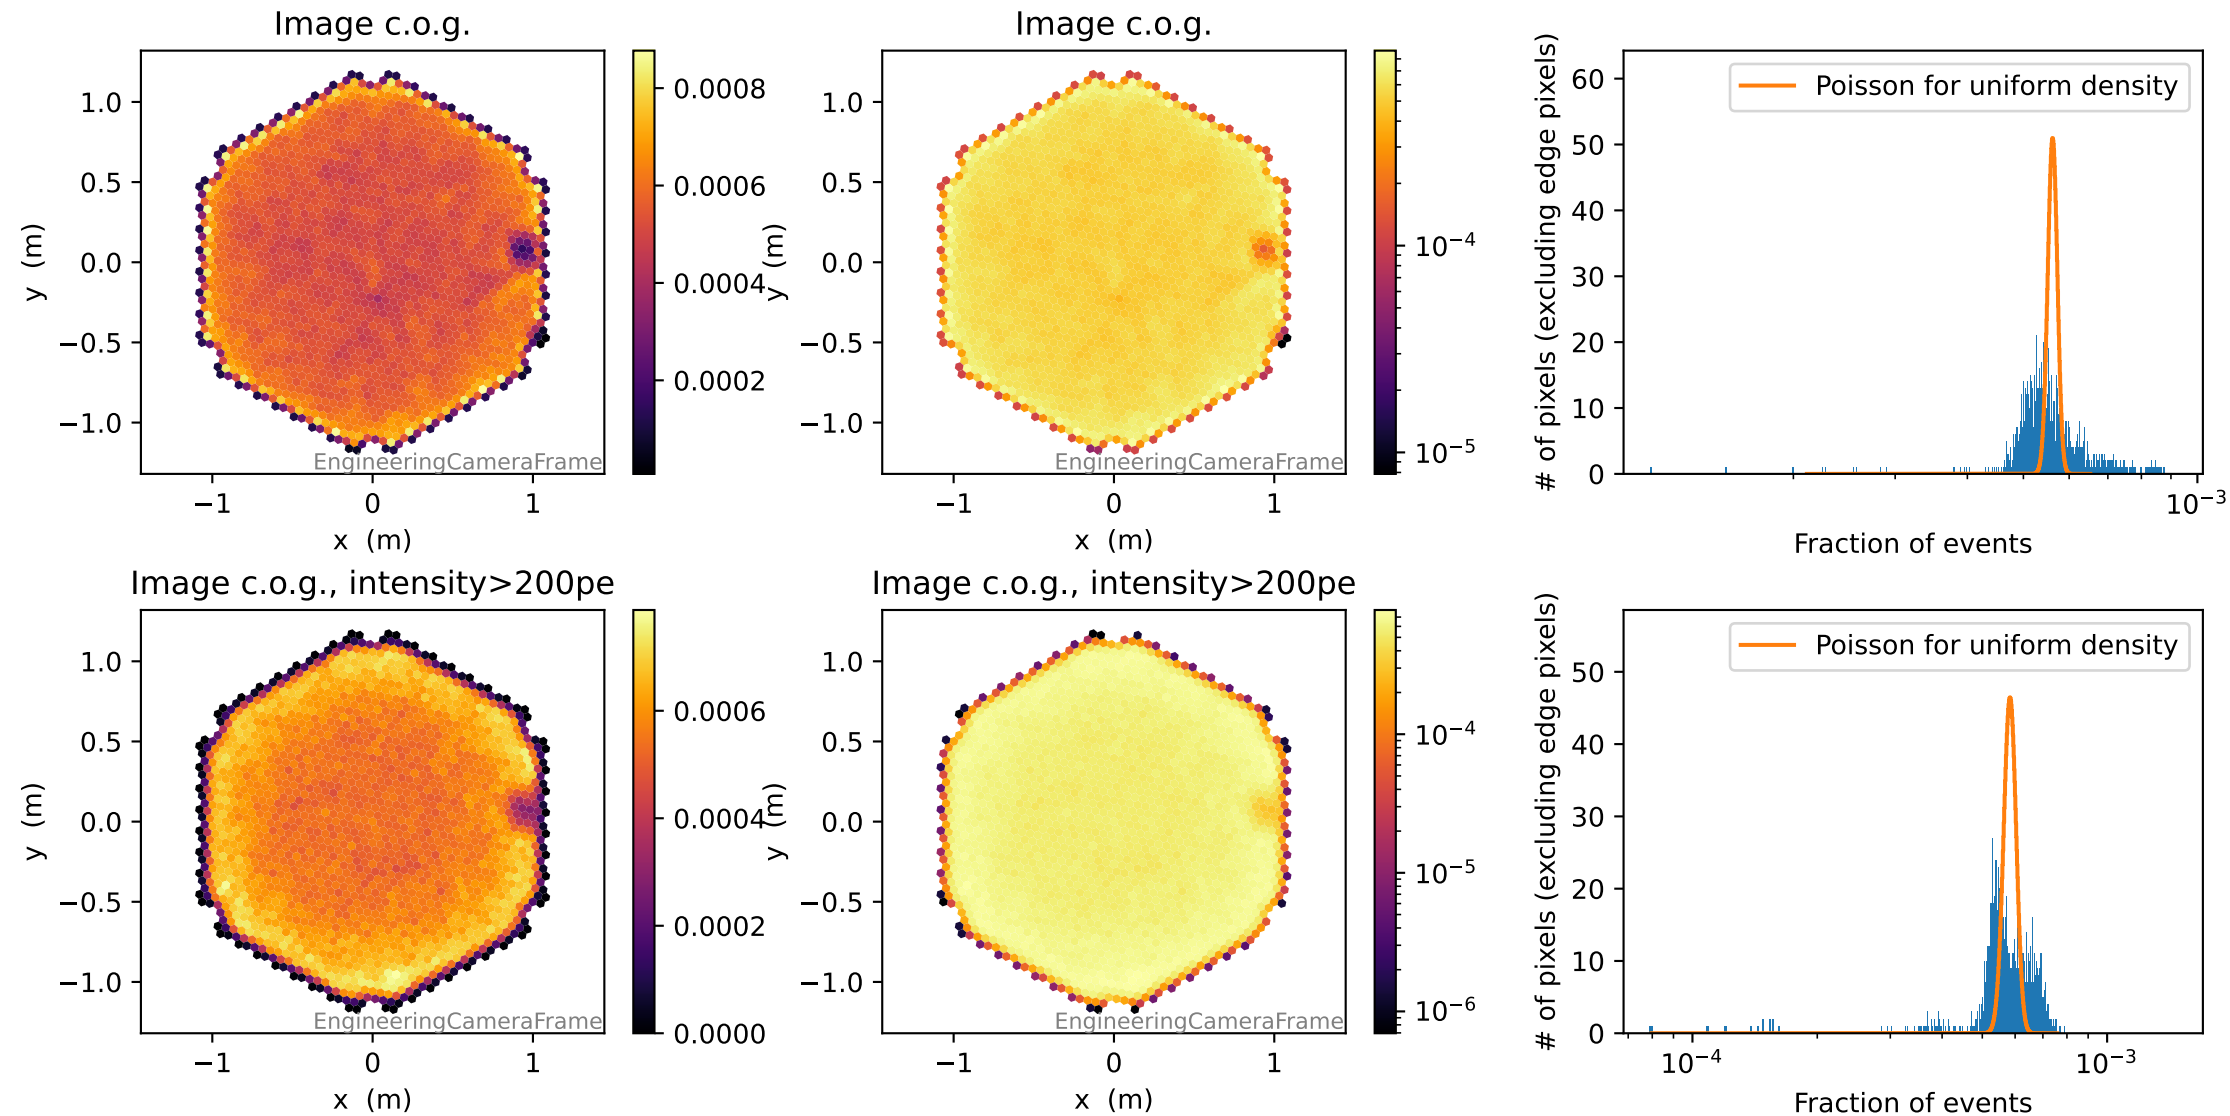 Image c.o.g.
1.0
0.5
0.0
−0.5
−1.0
y (m)
−1
0
1
x (m)
EngineeringCameraFrame
0.0008
0.0006
0.0004
0.0002
Image c.o.g.
1.0
0.5
0.0
−0.5
−1.0
y (m)
−1
0
1
x (m)
EngineeringCameraFrame
10⁻⁴
10⁻⁵
# of pixels (excluding edge pixels)
60
50
40
30
20
10
0
Poisson for uniform density
10⁻³
Fraction of events
Image c.o.g., intensity>200pe
1.0
0.5
0.0
−0.5
−1.0
y (m)
−1
0
1
x (m)
EngineeringCameraFrame
0.0006
0.0004
0.0002
0.0000
Image c.o.g., intensity>200pe
1.0
0.5
0.0
−0.5
−1.0
y (m)
−1
0
1
x (m)
EngineeringCameraFrame
10⁻⁴
10⁻⁵
10⁻⁶
# of pixels (excluding edge pixels)
50
40
30
20
10
0
Poisson for uniform density
10⁻⁴
10⁻³
Fraction of events